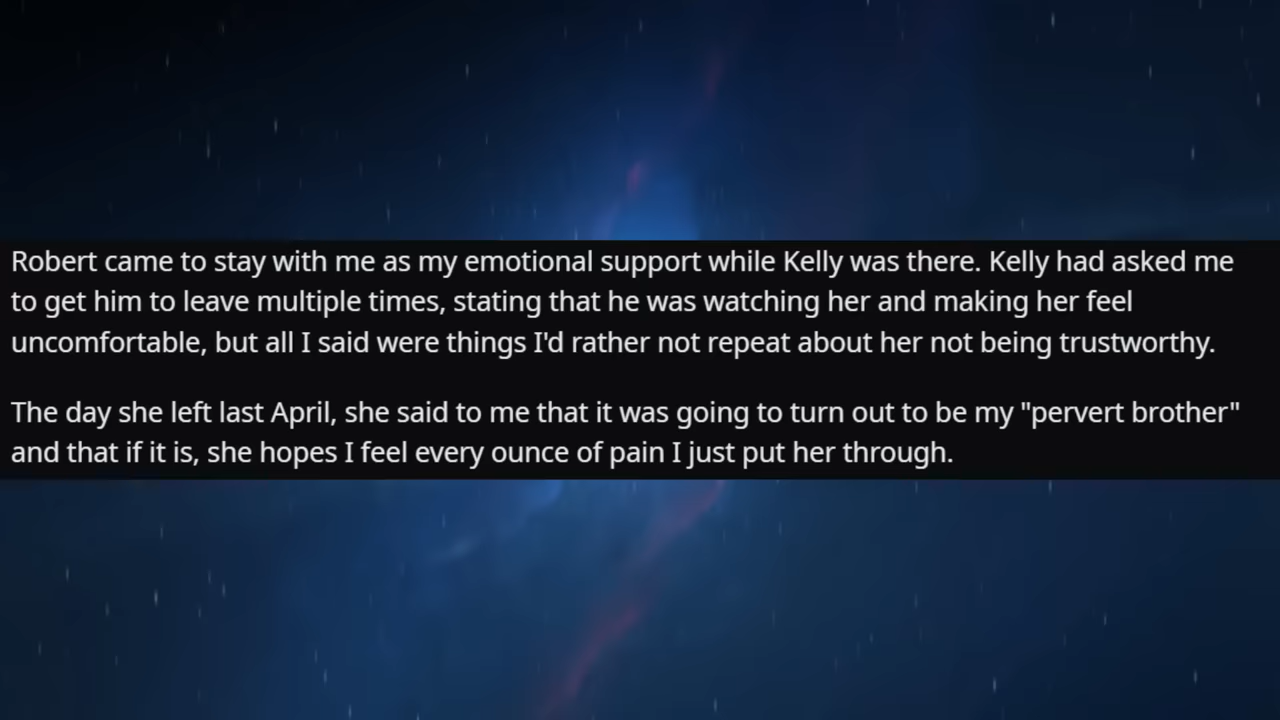 Robert came to stay with me as my emotional support while Kelly was there. Kelly had asked me
to get him to leave multiple times, stating that he was watching her and making her feel
uncomfortable, but all I said were things I'd rather not repeat about her not being trustworthy.
The day she left last April, she said to me that it was going to turn out to be my "pervert brother"
and that if it is, she hopes I feel every ounce of pain I just put her through.